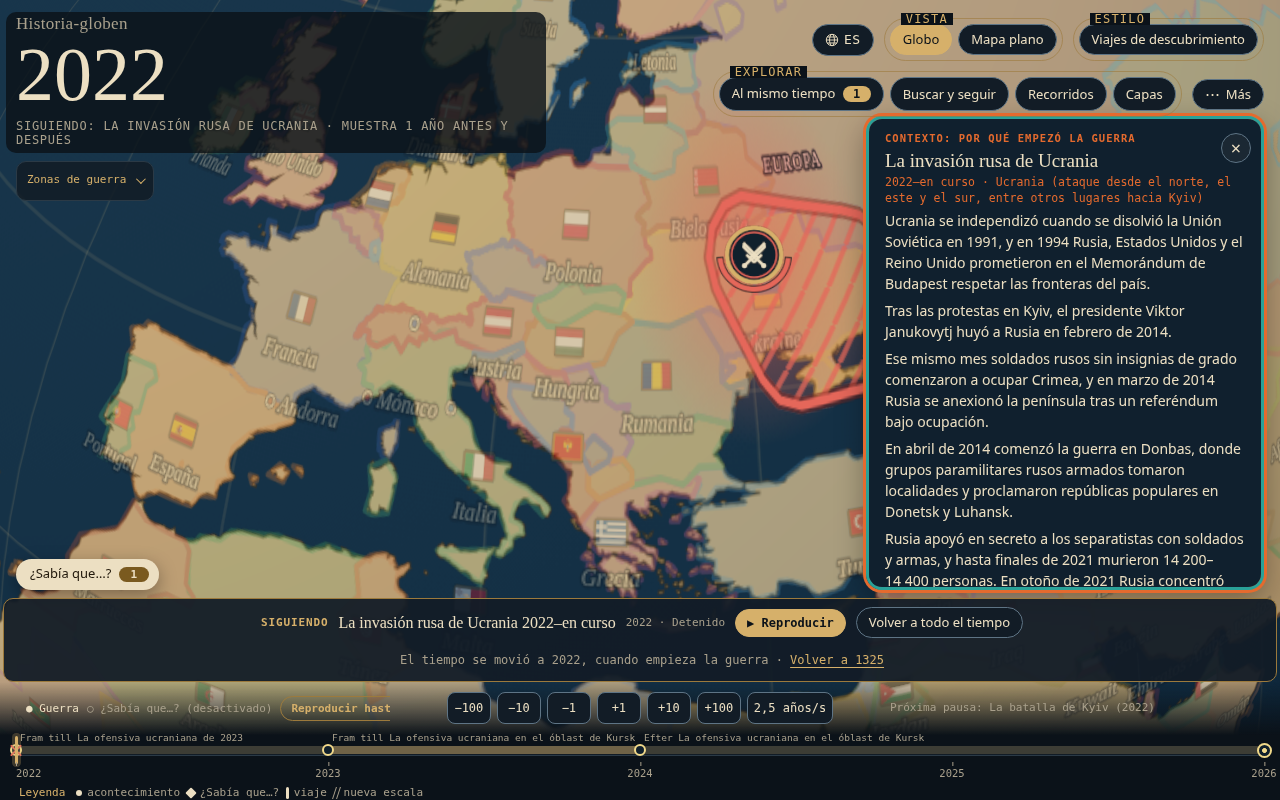 Historia-globen
2022
SIGUIENDO: LA INVASIÓN RUSA DE UCRANIA · MUESTRA 1 AÑO ANTES Y
DESPUÉS
Zonas de guerra
VISTA
ESTILO
ES
Globo
Mapa plano
Viajes de descubrimiento
EXPLORAR
Al mismo tiempo 1
Buscar y seguir
Recorridos
Capas
··· Más
CONTEXTO: POR QUÉ EMPEZÓ LA GUERRA
La invasión rusa de Ucrania
2022–en curso · Ucrania (ataque desde el norte, el
este y el sur, entre otros lugares hacia Kyiv)
Ucrania se independizó cuando se disolvió la Unión
Soviética en 1991, y en 1994 Rusia, Estados Unidos y el
Reino Unido prometieron en el Memorándum de
Budapest respetar las fronteras del país.
Tras las protestas en Kyiv, el presidente Viktor
Janukovytj huyó a Rusia en febrero de 2014.
Ese mismo mes soldados rusos sin insignias de grado
comenzaron a ocupar Crimea, y en marzo de 2014
Rusia se anexionó la península tras un referéndum
bajo ocupación.
En abril de 2014 comenzó la guerra en Donbas, donde
grupos paramilitares rusos armados tomaron
localidades y proclamaron repúblicas populares en
Donetsk y Luhansk.
Rusia apoyó en secreto a los separatistas con soldados
y armas, y hasta finales de 2021 murieron 14 200–
14 400 personas. En otoño de 2021 Rusia concentró
Suecia
Letonia
Irlanda
Reino Unido
Dinamarca
EUROPA
Bielorrusia
Alemania
Polonia
Ucrania
Francia
Austria
Hungría
Andorra
Mónaco
Rumania
Portugal
España
Italia
Grecia
¿Sabía que…? 1
SIGUIENDO La invasión rusa de Ucrania 2022–en curso 2022 · Detenido ▶ Reproducir Volver a todo el tiempo
El tiempo se movió a 2022, cuando empieza la guerra · Volver a 1325
Kuwait
● Guerra ○ ¿Sabía que…? (desactivado) Reproducir hast
−100 −10 −1 +1 +10 +100 2,5 años/s
Próxima pausa: La batalla de Kyiv (2022)
Fram till La ofensiva ucraniana de 2023
Fram till La ofensiva ucraniana en el óblast de Kursk
Efter La ofensiva ucraniana en el óblast de Kursk
2022 2023 2024 2025 2026
Leyenda ● acontecimiento ◆ ¿Sabía que…? viaje // nueva escala